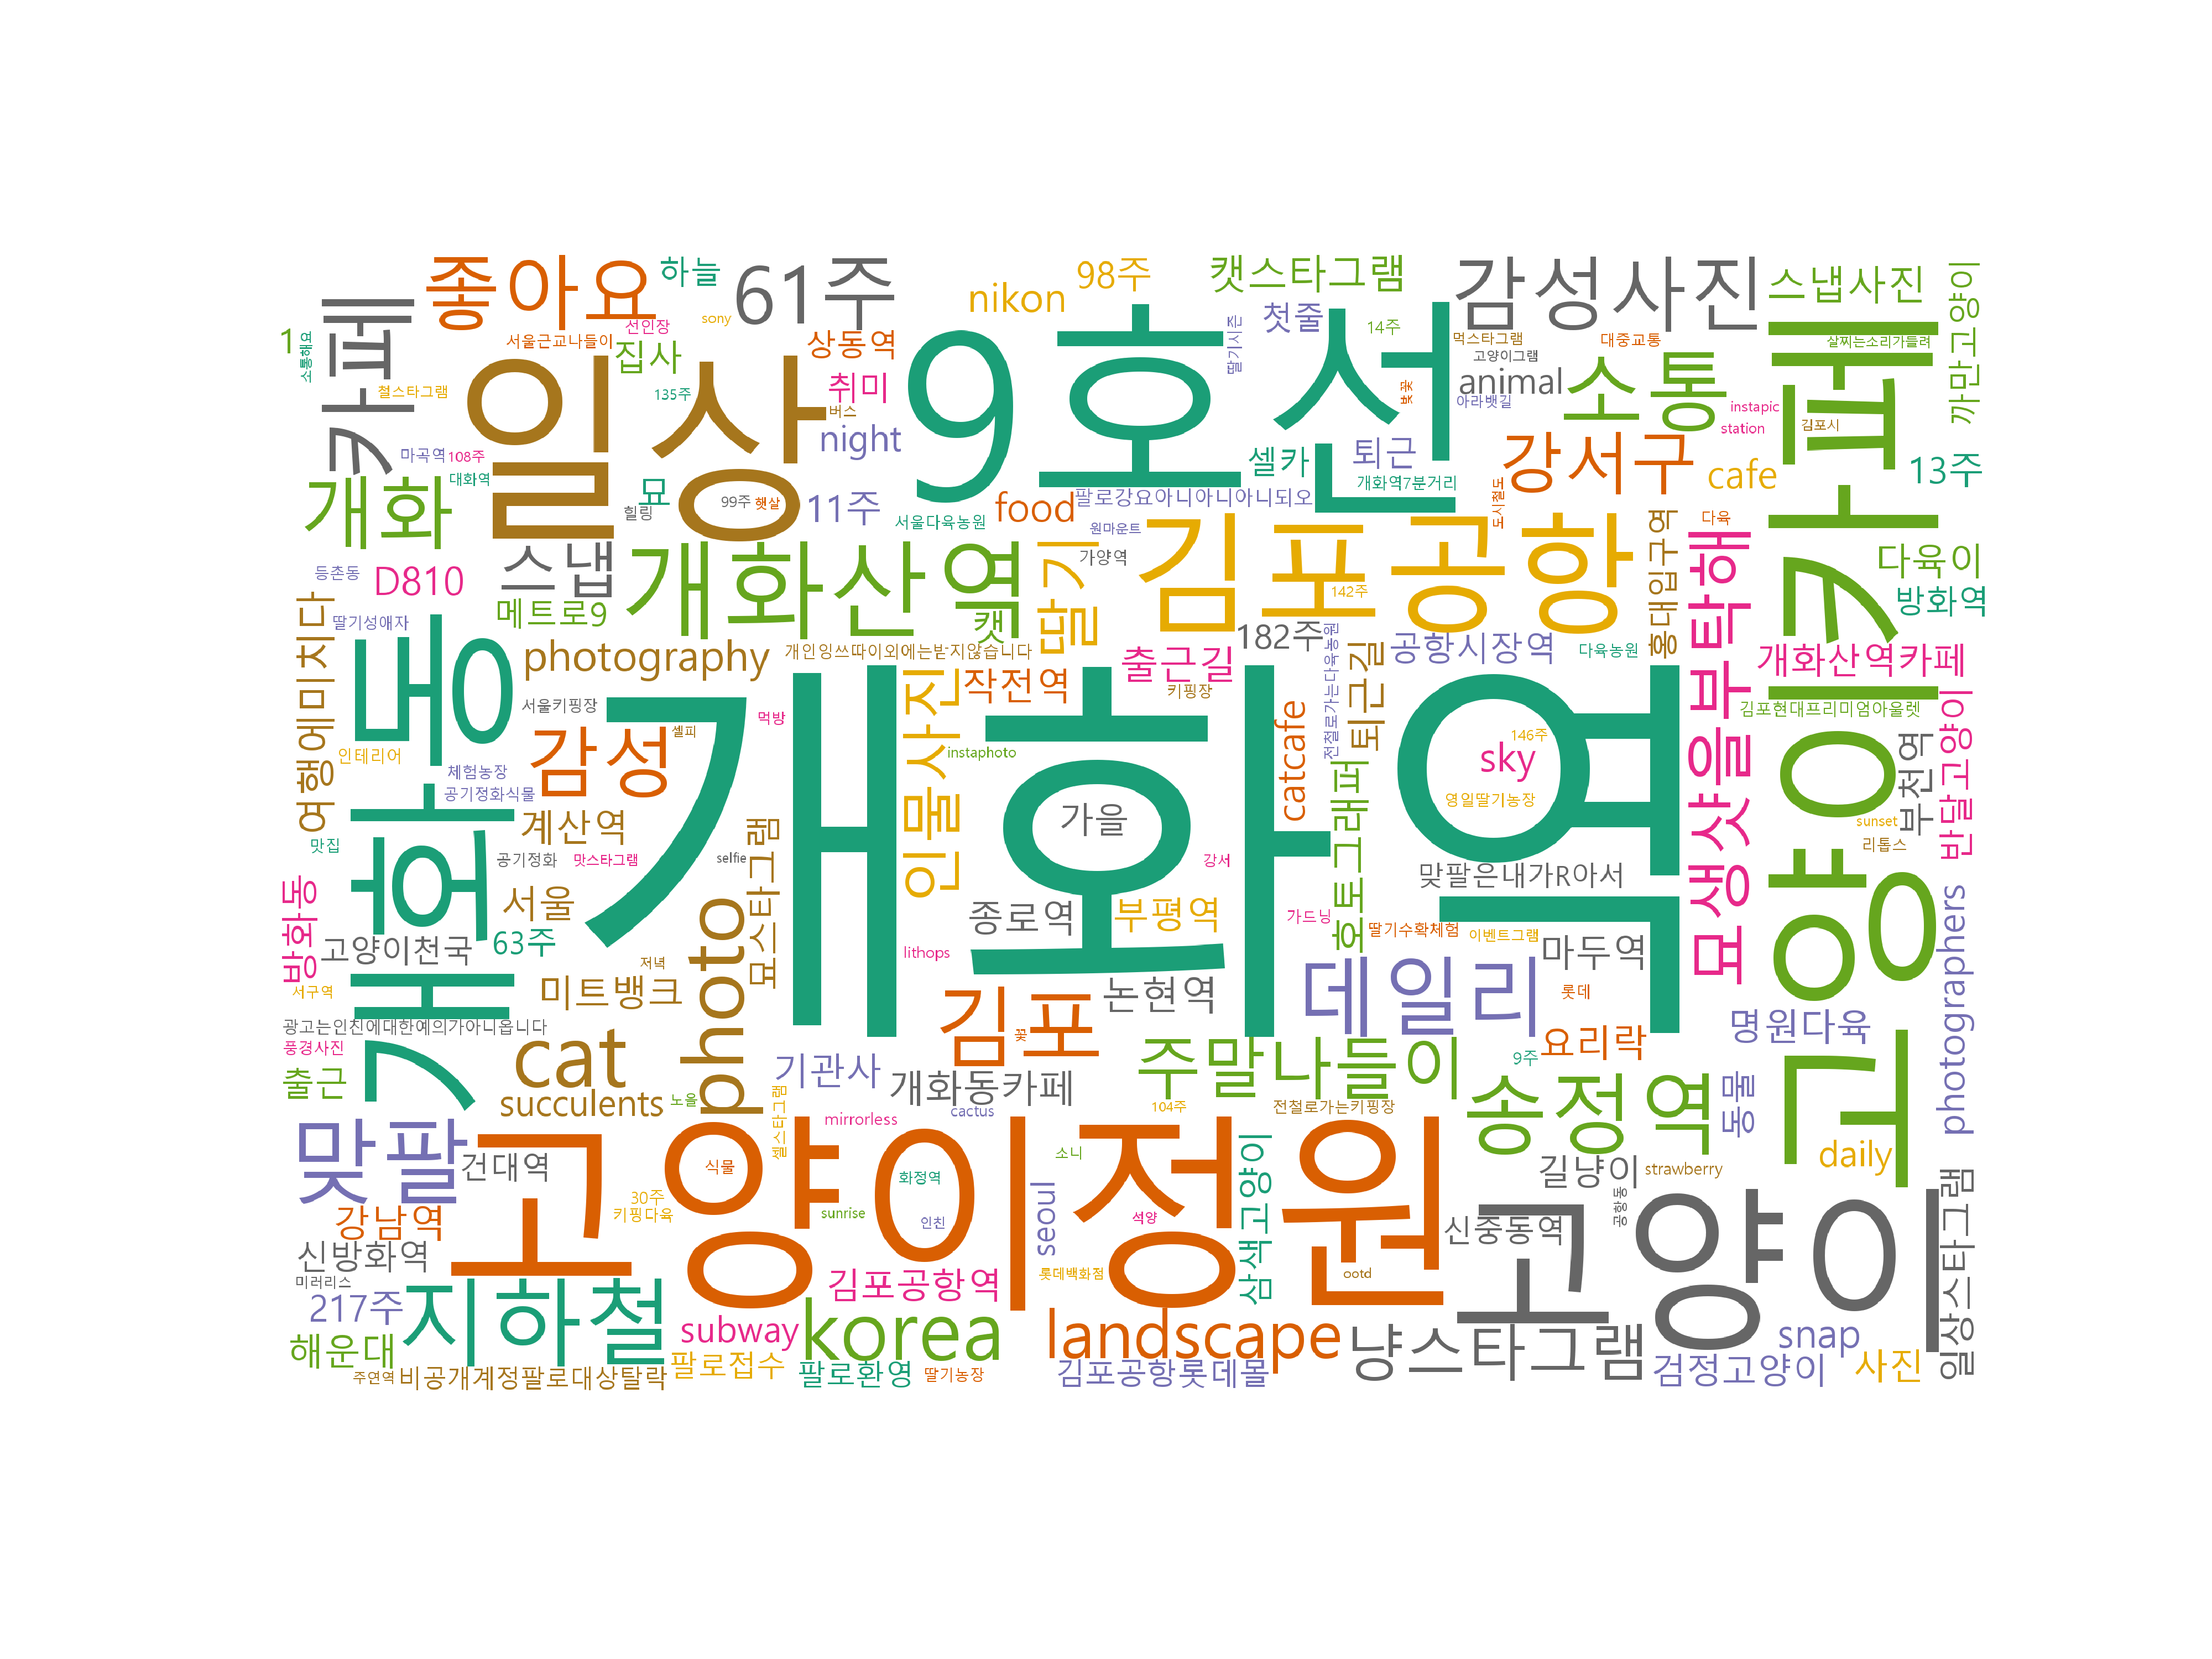 좋아요
하늘
61주
98주
nikon
캣스타그램
감성사진
스냅사진
까만고양이
카페
1
소통해요
서울근교나들이
sony
선인장
집사
상동역
첫줄
딸기시즌
14주
먹스타그램
고양이그램
대중교통
살찌는소리가들려
철스타그램
135주
취미
버스
일상
9호선
animal
소통
아라뱃길
벚꽃
instapic
station
김포시
고양이카페
마곡역
108주
대화역
night
셀카
퇴근
강서구
cafe
13주
개화
묘
99주
햇살
힐링
11주
food
팔로강요아니아니아니되오
개화역7분거리
도시철도
서울다육농원
원마운트
다육
스냅
개화산역
딸기
가양역
김포공항
홍대입구역
묘생샷을부탁해
다육이
등촌동
D810
메트로9
캣
142주
방화역
여행에미치다
딸기성애자
개화동
photography
개인잉쓰따이외에는받지않습니다
182주
출근길
전철로가는다육농원
퇴근길
공항시장역
다육농원
개화산역카페
인물사진
작전역
키핑장
서울키핑장
먹방
셀피
김포현대프리미엄아울렛
반달고양이
인테리어
감성
instaphoto
catcafe
146주
sky
부천역
체험농장
공기정화식물
개화역
가을
호토그래퍼
영일딸기농장
sunset
리톱스
맛집
계산역
공기정화
맛스타그램
selfie
묘스타그램
강서
맞팔은내가R아서
방화동
서울
63주
고양이천국
photo
종로역
부평역
가드닝
딸기수확체험
이벤트그램
photographers
lithops
마두역
서구역
저녁
미트뱅크
김포
꽃
논현역
데일리
롯데
명원다육
광고는인친에대한예의가아니옵니다
풍경사진
출근
cat
succulents
노을
기관사
개화동카페
주말나들이
9주
요리락
송정역
동물
셀스타그램
mirrorless
cactus
104주
전철로가는키핑장
맞팔
건대역
고양이정원
식물
화정역
소니
길냥이
strawberry
daily
일상스타그램
강남역
30주
키핑다육
sunrise
인친
seoul
석양
삼색고양이
신중동역
공항동
고양이
신방화역
미러리스
217주
지하철
김포공항역
롯데백화점
ootd
해운대
subway
korea
landscape
냥스타그램
snap
주연역
비공개계정팔로대상탈락
팔로접수
팔로환영
딸기농장
김포공항롯데몰
검정고양이
사진